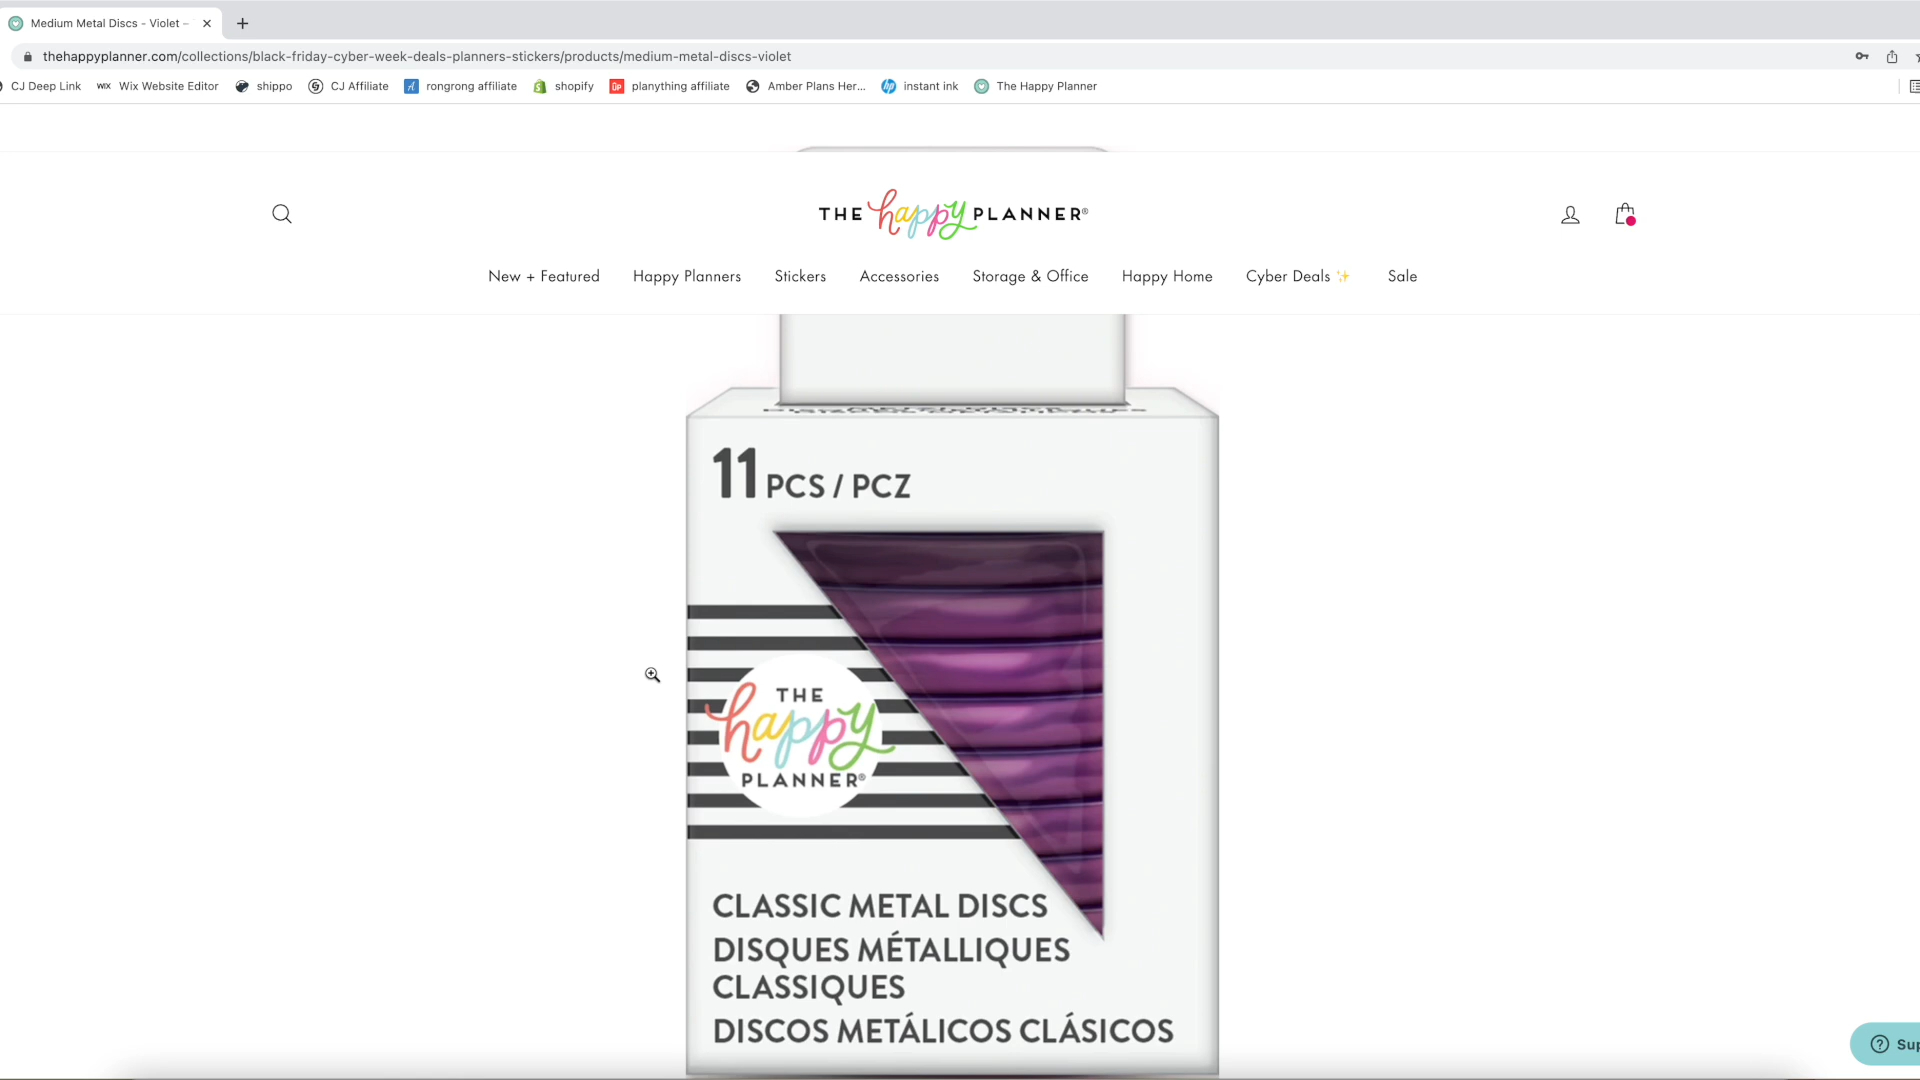 Medium Metal Discs - Violet –
thehappyplanner.com/collections/black-friday-cyber-week-deals-planners-stickers/products/medium-metal-discs-violet
CJ Deep Link
WIX Wix Website Editor
shippo
CJ Affiliate
rongrong affiliate
shopify
planything affiliate
Amber Plans Her...
hp instant ink
The Happy Planner
THE happy PLANNER®
New + Featured
Happy Planners
Stickers
Accessories
Storage & Office
Happy Home
Cyber Deals ✨
Sale
11 PCS / PCZ
THE
happy
PLANNER®
CLASSIC METAL DISCS
DISQUES MÉTALLIQUES
CLASSIQUES
DISCOS METÁLICOS CLÁSICOS